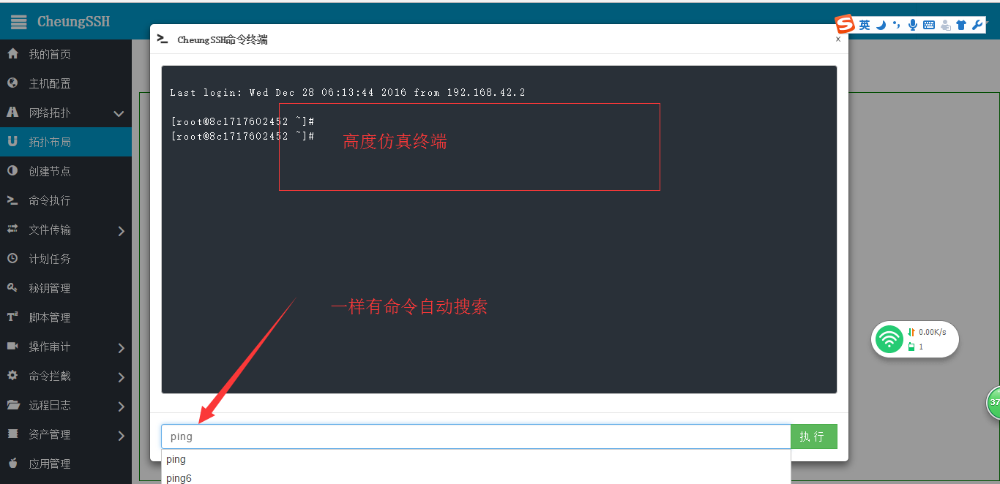 CheungSSH
英
CheungSSH命令终端
×
我的首页
主机配置
网络拓扑
拓扑布局
创建节点
命令执行
文件传输
计划任务
秘钥管理
脚本管理
操作审计
命令拦截
远程日志
资产管理
应用管理
Last login: Wed Dec 28 06:13:44 2016 from 192.168.42.2
[root@8c1717602452 ~]#
[root@8c1717602452 ~]#
高度仿真终端
一样有命令自动搜索
0.00K/s
1
37
ping
执行
ping
ping6